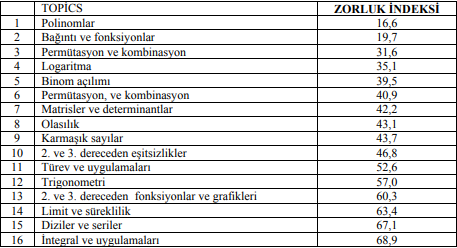 TOPICS ZORLUK İNDEKSİ
1 Polinomlar 16,6
2 Bağıntı ve fonksiyonlar 19,7
3 Permütasyon ve kombinasyon 31,6
4 Logaritma 35,1
5 Binom açılımı 39,5
6 Permütasyon, ve kombinasyon 40,9
7 Matrisler ve determinantlar 42,2
8 Olasılık 43,1
9 Karmaşık sayılar 43,7
10 2. ve 3. dereceden eşitsizlikler 46,8
11 Türev ve uygulamaları 52,6
12 Trigonometri 57,0
13 2. ve 3. dereceden fonksiyonlar ve grafikleri 60,3
14 Limit ve süreklilik 63,4
15 Diziler ve seriler 67,1
16 İntegral ve uygulamaları 68,9